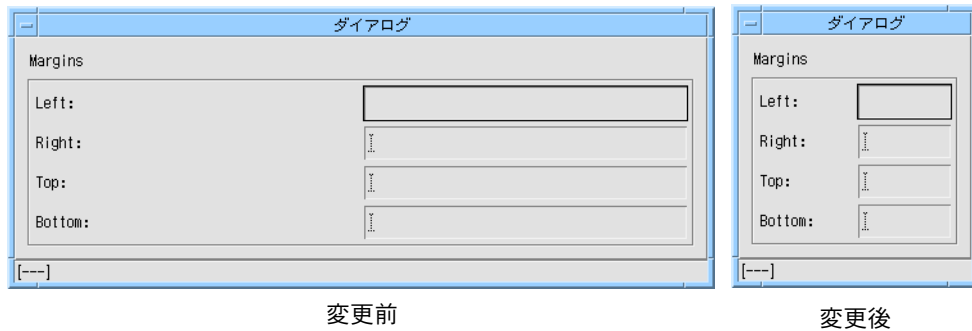 ダイアログ
Margins
Left:
Right:
Top:
Bottom:
[---]
変更前
ダイアログ
Margins
Left:
Right:
Top:
Bottom:
[---]
変更後